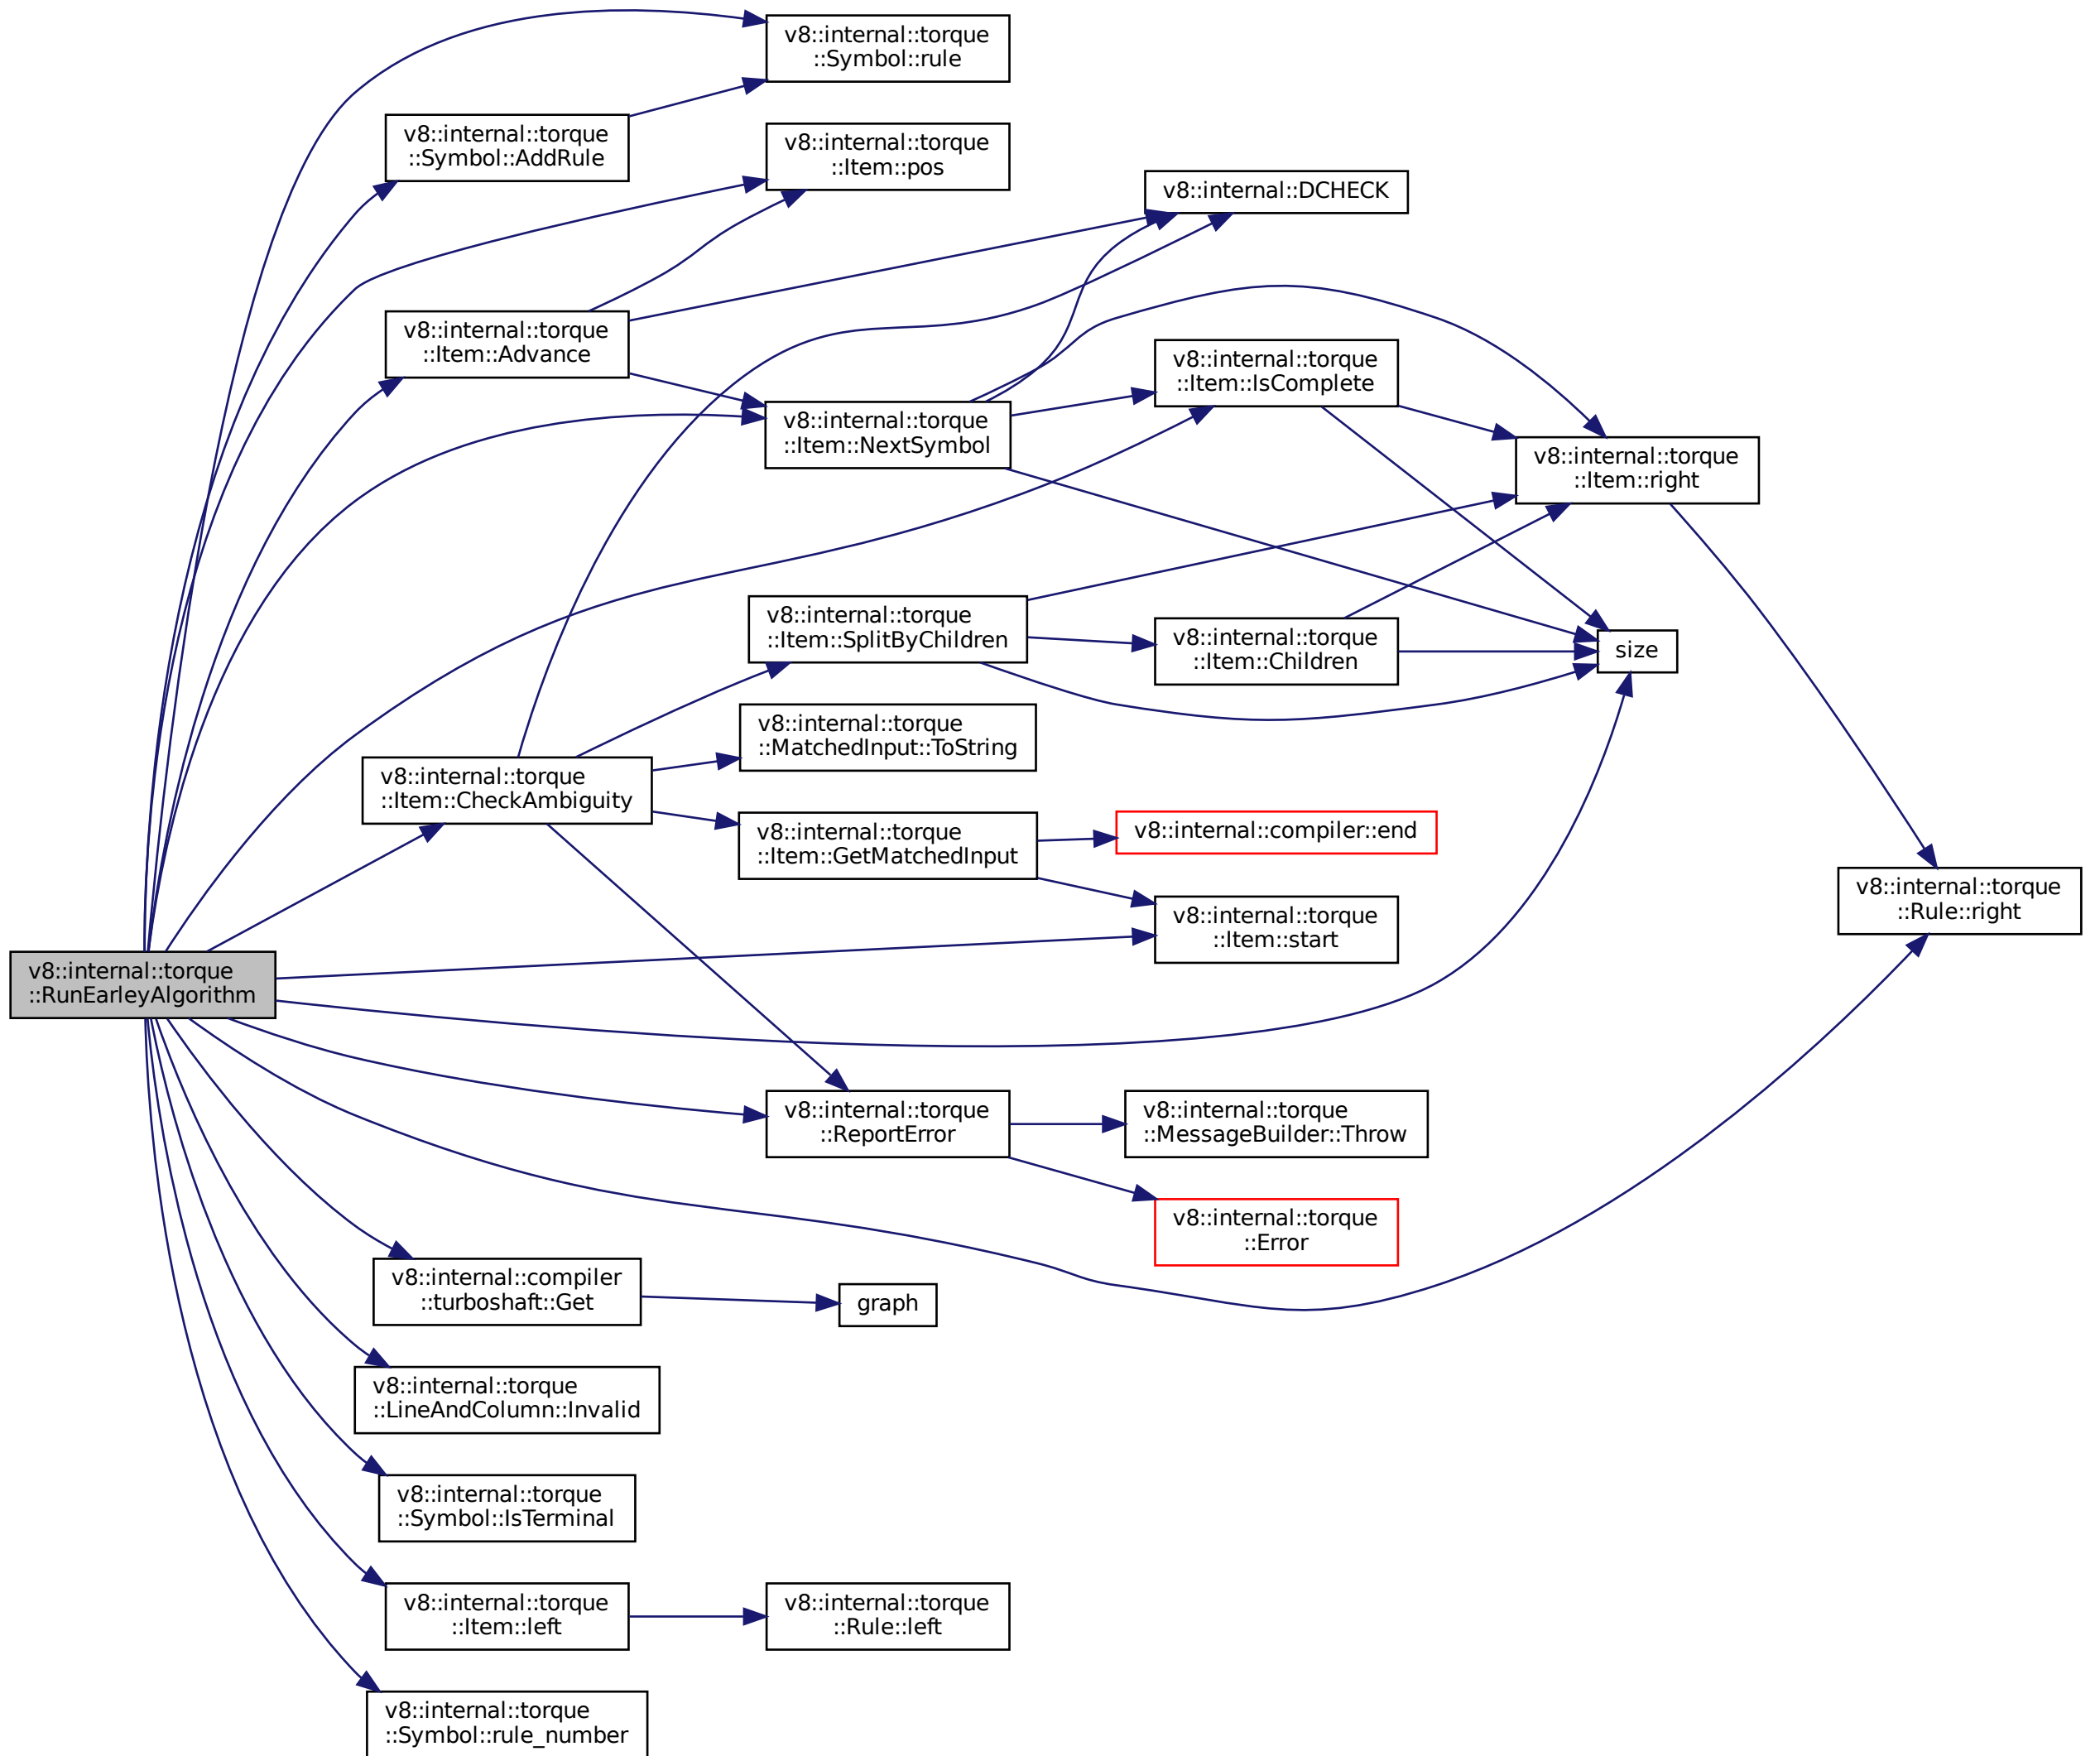 v8::internal::torque
::Symbol::rule
v8::internal::torque
::Symbol::AddRule
v8::internal::torque
::Item::pos
v8::internal::DCHECK
v8::internal::torque
::Item::Advance
v8::internal::torque
::Item::IsComplete
v8::internal::torque
::Item::NextSymbol
v8::internal::torque
::Item::right
v8::internal::torque
::Item::SplitByChildren
v8::internal::torque
::Item::Children
size
v8::internal::torque
::MatchedInput::ToString
v8::internal::torque
::Item::CheckAmbiguity
v8::internal::torque
::Item::GetMatchedInput
v8::internal::compiler::end
v8::internal::torque
::Item::start
v8::internal::torque
::Rule::right
v8::internal::torque
::RunEarleyAlgorithm
v8::internal::torque
::ReportError
v8::internal::torque
::MessageBuilder::Throw
v8::internal::torque
::Error
v8::internal::compiler
::turboshaft::Get
graph
v8::internal::torque
::LineAndColumn::Invalid
v8::internal::torque
::Symbol::IsTerminal
v8::internal::torque
::Item::left
v8::internal::torque
::Rule::left
v8::internal::torque
::Symbol::rule_number